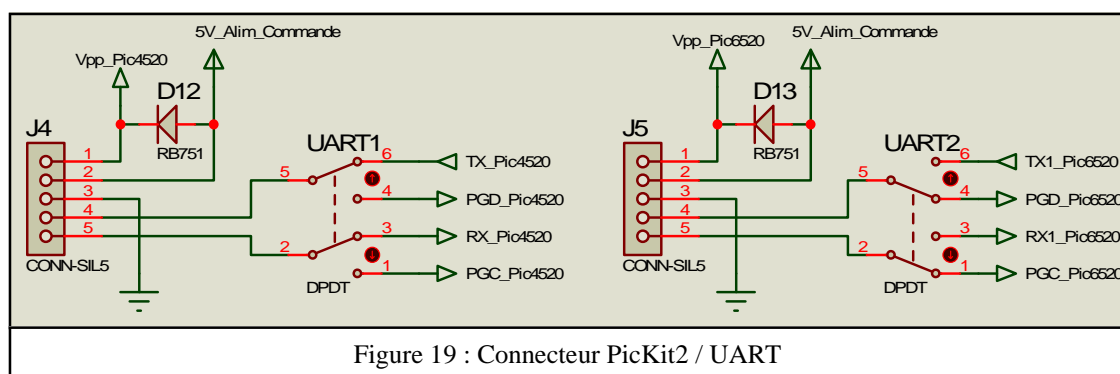 5V_Alim_Commande
Vpp_Pic4520
D12
RB751
J4
1
2
3
4
5
CONN-SIL5
UART1
5
6
4
2
3
1
DPDT
TX_Pic4520
PGD_Pic4520
RX_Pic4520
PGC_Pic4520
5V_Alim_Commande
Vpp_Pic6520
D13
RB751
J5
1
2
3
4
5
CONN-SIL5
UART2
5
6
4
2
3
1
DPDT
TX1_Pic6520
PGD_Pic6520
RX1_Pic6520
PGC_Pic6520
Figure 19 : Connecteur PicKit2 / UART